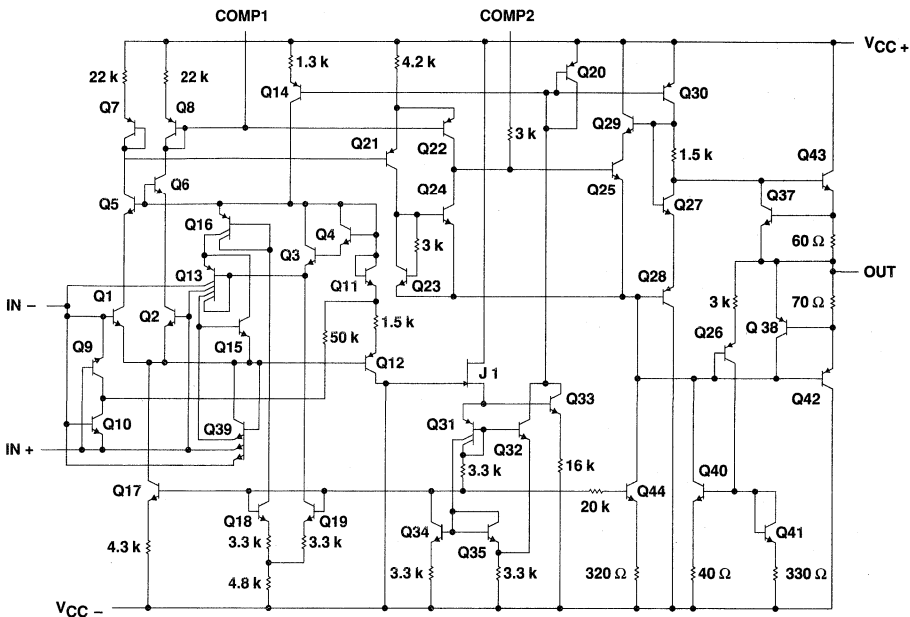 COMP1 COMP2
VCC+
1.3 k 4.2 k Q20
22 k 22 k Q14 Q30
Q7 Q8 Q29
Q21 Q22 3 k 1.5 k
Q6 Q24 Q25 Q43
Q5 Q27 Q37
Q16 Q4 3 k 60 Ω
Q3
Q13 Q11 Q23 OUT
IN − Q1 Q2 Q28 3 k 70 Ω
1.5 k Q26 Q 38
Q9 Q15 50 k Q12
J 1 Q42
Q10 Q39 Q31 Q33
IN + Q32
3.3 k 16 k Q40
Q17 Q44
Q18 Q19 20 k
Q34 Q35 Q41
4.3 k 3.3 k 3.3 k
4.8 k 3.3 k 3.3 k 320 Ω 40 Ω 330 Ω
VCC −